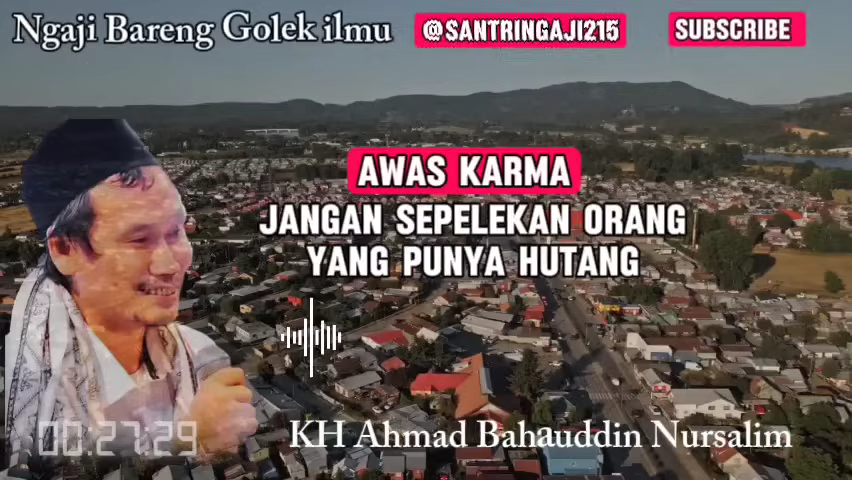 Ngaji Bareng Golek ilmu
@SANTRINGAJI215
SUBSCRIBE
AWAS KARMA
JANGAN SEPELEKAN ORANG
YANG PUNYA HUTANG
00:27:29
KH Ahmad Bahauddin Nursalim